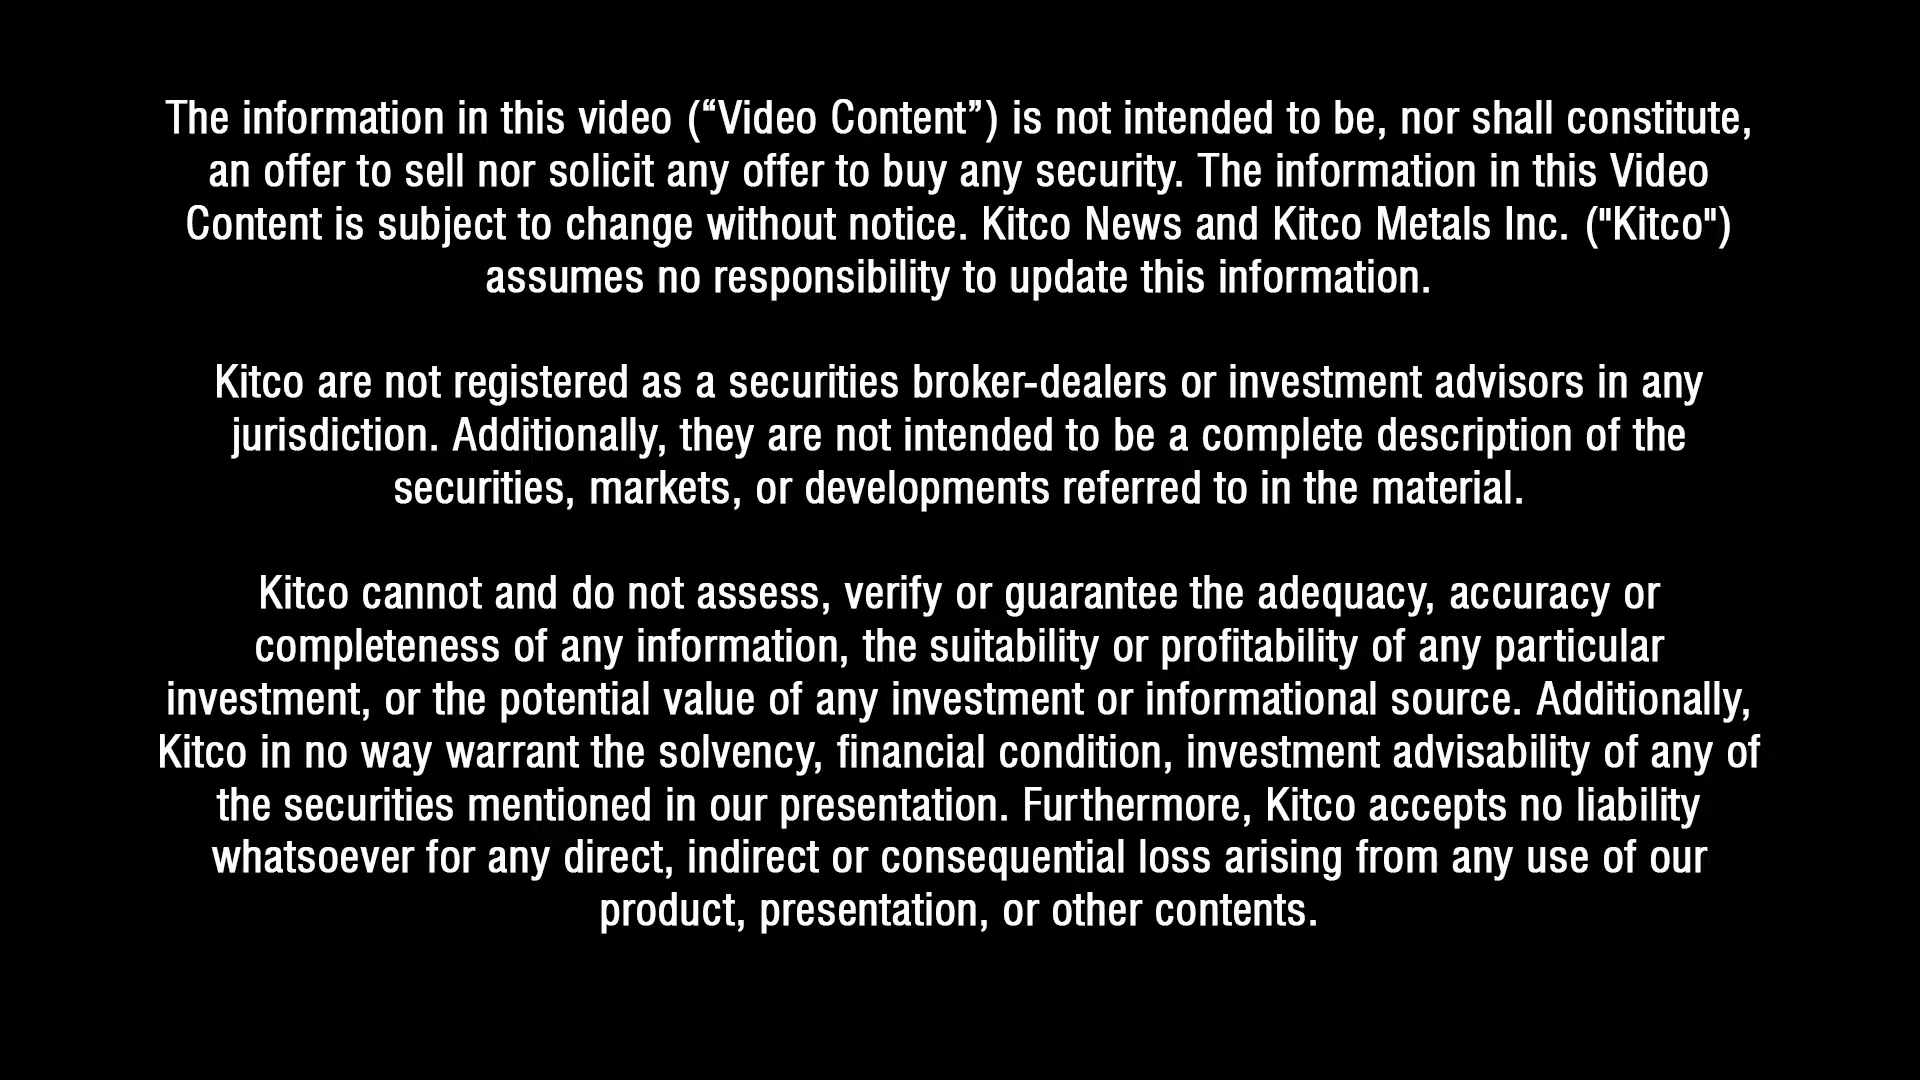 The information in this video (“Video Content”) is not intended to be, nor shall constitute,
an offer to sell nor solicit any offer to buy any security. The information in this Video
Content is subject to change without notice. Kitco News and Kitco Metals Inc. ("Kitco")
assumes no responsibility to update this information.
Kitco are not registered as a securities broker-dealers or investment advisors in any
jurisdiction. Additionally, they are not intended to be a complete description of the
securities, markets, or developments referred to in the material.
Kitco cannot and do not assess, verify or guarantee the adequacy, accuracy or
completeness of any information, the suitability or profitability of any particular
investment, or the potential value of any investment or informational source. Additionally,
Kitco in no way warrant the solvency, financial condition, investment advisability of any of
the securities mentioned in our presentation. Furthermore, Kitco accepts no liability
whatsoever for any direct, indirect or consequential loss arising from any use of our
product, presentation, or other contents.